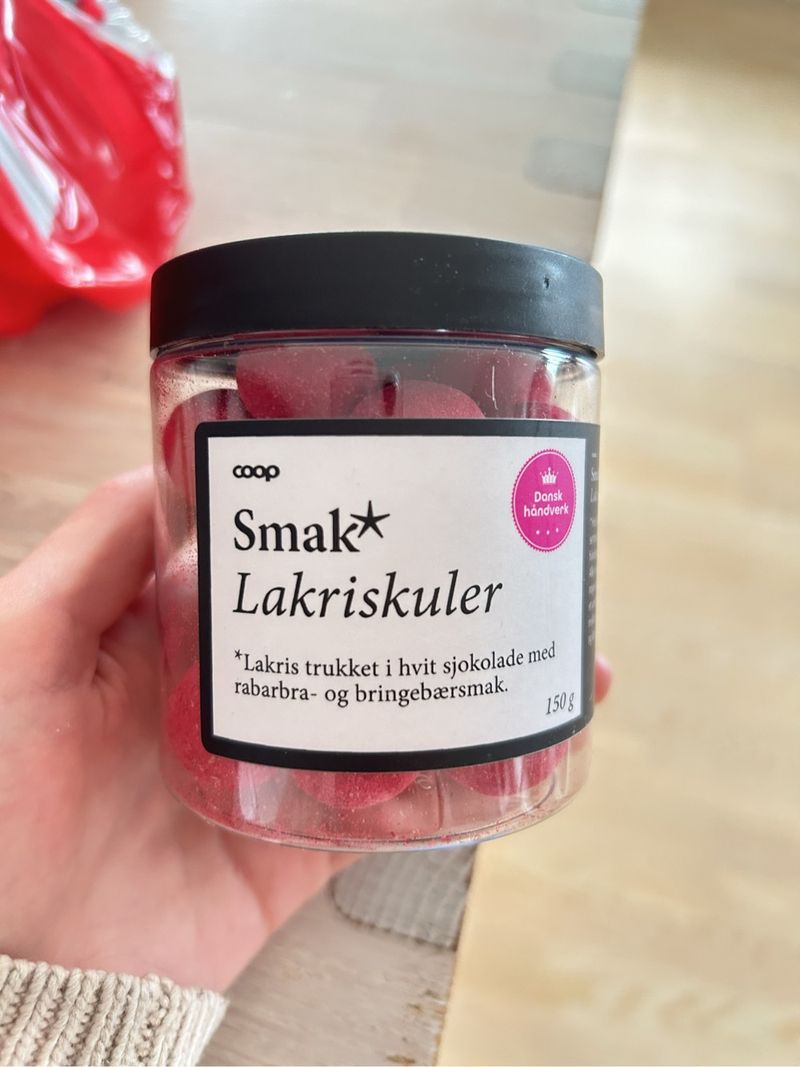 coop
Smak*
Lakriskuler
*Lakris trukket i hvit sjokolade med
rabarbra- og bringebærsmak.
150 g
Dansk
håndverk